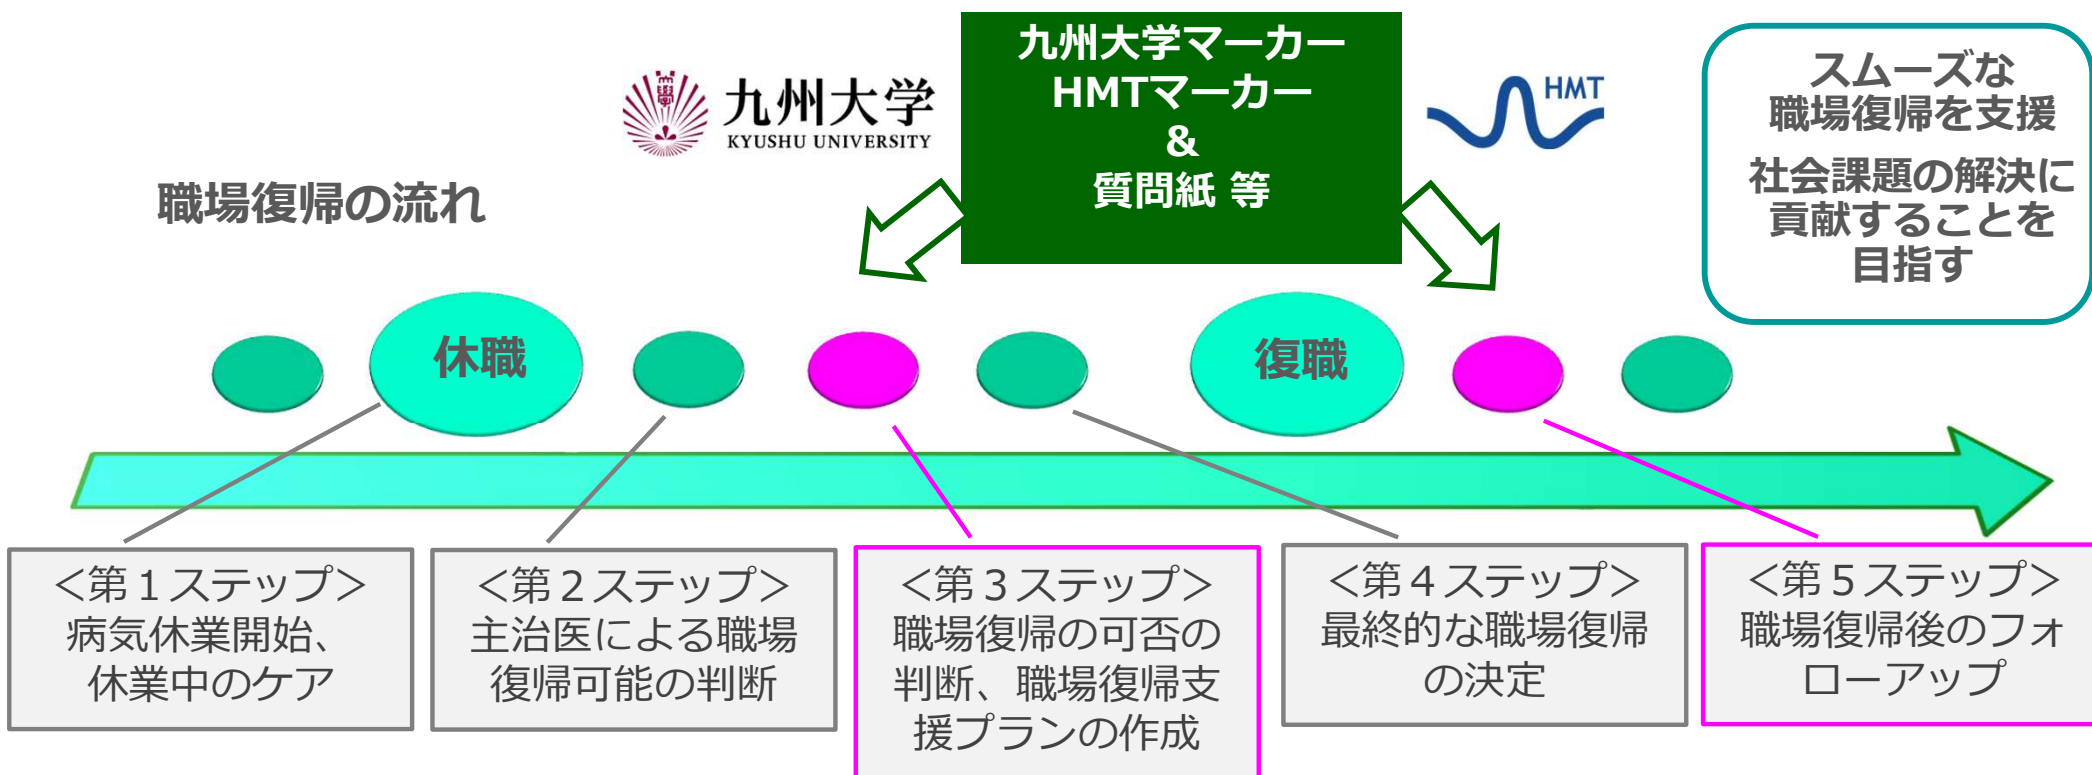 九州大学マーカー
HMTマーカー
&
質問紙 等
九州大学
KYUSHU UNIVERSITY
HMT
スムーズな
職場復帰を支援
社会課題の解決に
貢献することを
目指す
職場復帰の流れ
休職
復職
＜第１ステップ＞
病気休業開始、
休業中のケア
＜第２ステップ＞
主治医による職場
復帰可能の判断
＜第３ステップ＞
職場復帰の可否の
判断、職場復帰支
援プランの作成
＜第４ステップ＞
最終的な職場復帰
の決定
＜第５ステップ＞
職場復帰後のフォ
ローアップ